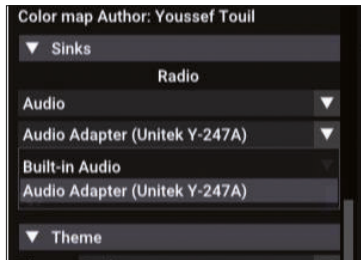 Color map Author: Youssef Touil
Sinks
Radio
Audio
Audio Adapter (Unitek Y-247A)
Built-in Audio
Audio Adapter (Unitek Y-247A)
Theme